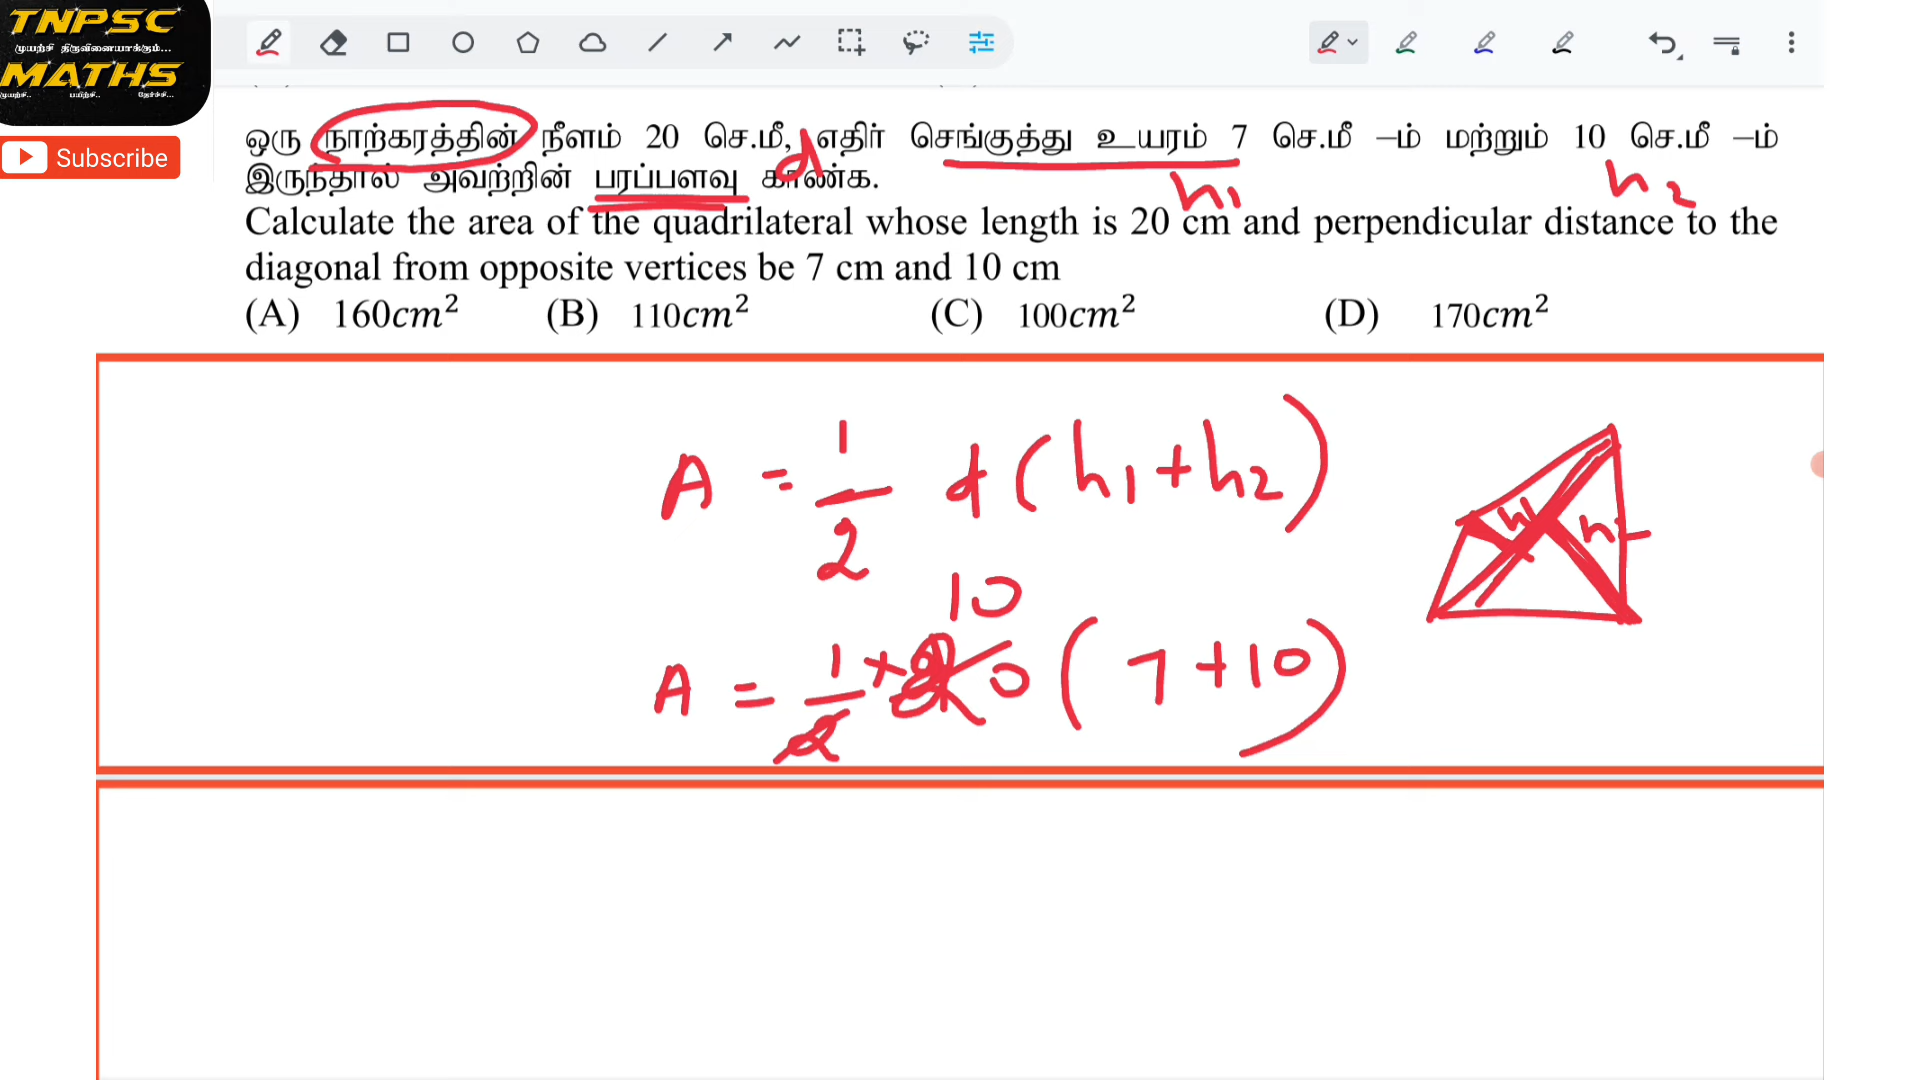 TNPSC
முயற்சி திருவினையாக்கும்...
MATHS
முயற்சி.. பயிற்சி.. தேர்ச்சி...
Subscribe
ஒரு நாற்கரத்தின் நீளம் 20 செ.மீ, எதிர் செங்குத்து உயரம் 7 செ.மீ –ம் மற்றும் 10 செ.மீ –ம்
d
இருந்தால் அவற்றின் பரப்பளவு காண்க.
h1 h2
Calculate the area of the quadrilateral whose length is 20 cm and perpendicular distance to the
diagonal from opposite vertices be 7 cm and 10 cm
(A) 160cm² (B) 110cm² (C) 100cm² (D) 170cm²
A = 1/2 d (h1 + h2)
h1 h2
10
A = 1/2 × 20 (7 + 10)